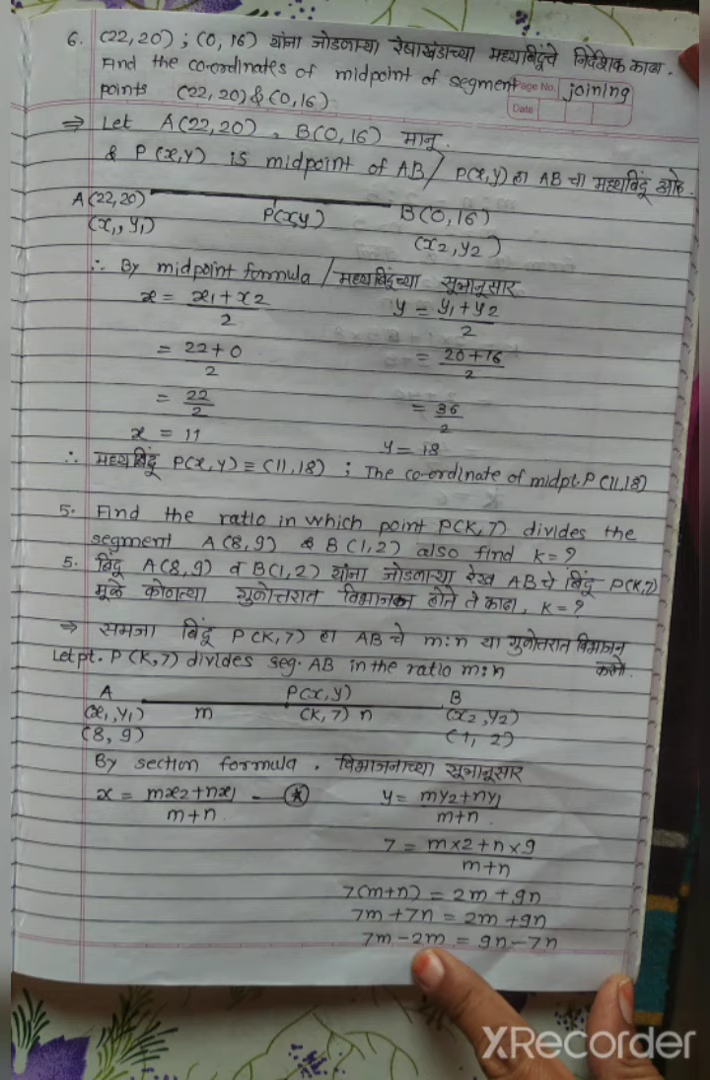 6. (22,20) ; (0, 16) यांना जोडणाऱ्या रेषाखंडाच्या मध्यबिंदूचे निर्देशक काढा.
Find the co-ordinates of midpoint of segment joining
points (22, 20) & (0,16)
Page No.
Date
⇒ Let A(22,20), B(0,16) मानू.
& P(x,y) is midpoint of AB / P(x,y) हा AB चा मध्यबिंदू आहे.
A(22,20) P(x,y) B(0,16)
(x₁, y₁) (x₂, y₂)
∴ By midpoint formula / मध्यबिंदूच्या सूत्रानुसार
x = x₁ + x₂ / 2 y = y₁ + y₂ / 2
= 22+0 / 2 = 20+16 / 2
= 22 / 2 = 36 / 2
x = 11 y = 18
∴ मध्यबिंदू P(x,y) ≡ (11,18) ; The co-ordinate of midpt. P (11,18)
5. Find the ratio in which point P(K,7) divides the
segment A(8,9) & B(1,2) also find K=?
5. बिंदू A(8,9) व B(1,2) यांना जोडणाऱ्या रेख AB चे बिंदू P(K,7)
मूळे कोणत्या गुणोत्तरात विभाजन होते ते काढा, K=?
⇒ समजा बिंदू P(K,7) हा AB चे m:n या गुणोत्तरात विभाजन
करतो.
Let pt. P(K,7) divides seg. AB in the ratio m:n
A P(x,y) B
(x₁, y₁) m (K,7) n (x₂, y₂)
(8, 9) (1, 2)
By section formula . विभाजनाच्या सूत्रानुसार
x = mx₂+nx₁ / m+n — ⊛ y = my₂+ny₁ / m+n
7 = m×2+n×9 / m+n
7(m+n) = 2m + 9n
7m +7n = 2m +9n
7m -2m = 9n-7n
XRecorder